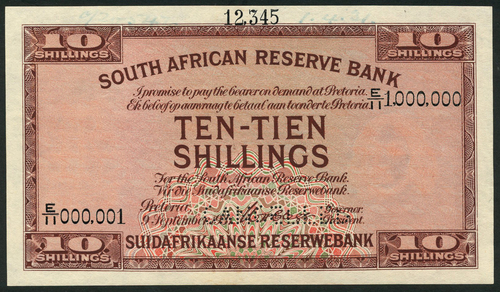 12.345
10 10
SHILLINGS SHILLINGS
SOUTH AFRICAN RESERVE BANK
I promise to pay the bearer on demand at Pretoria.
Ek beloof op aanvraag te betaal aan toonder te Pretoria.
E/11 1.000.000
TEN-TIEN
SHILLINGS
For the South African Reserve Bank.
Vir die Suidafrikaanse Reserwebank.
Pretoria
Governor.
E/11 000.001
9. September
President.
SUIDAFRIKAANSE RESERWEBANK
10 10
SHILLINGS SHILLINGS